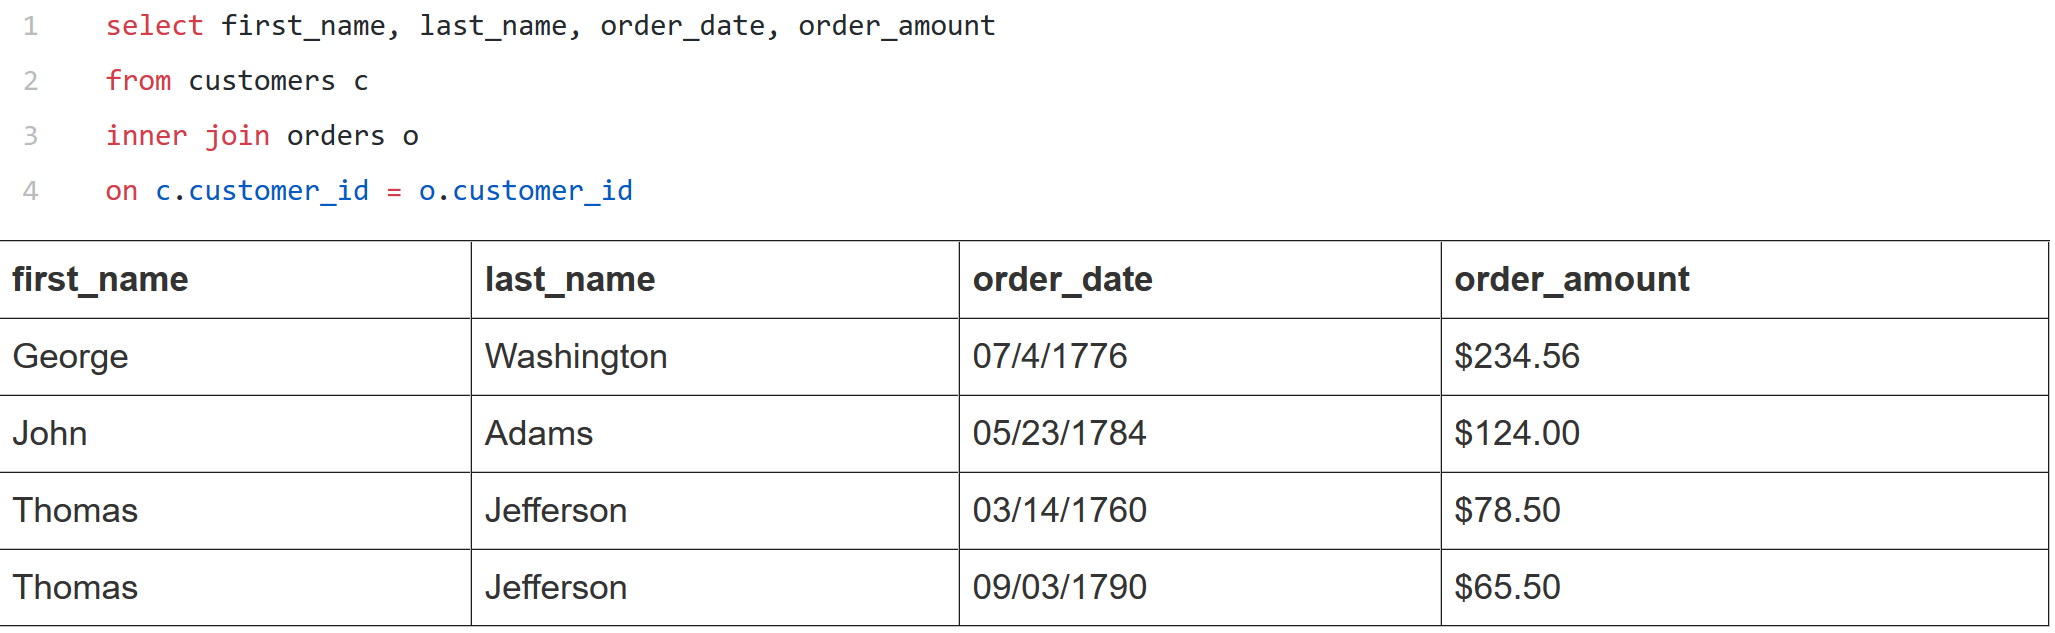 1 select first_name, last_name, order_date, order_amount
2 from customers c
3 inner join orders o
4 on c.customer_id = o.customer_id
first_name last_name order_date order_amount
George Washington 07/4/1776 $234.56
John Adams 05/23/1784 $124.00
Thomas Jefferson 03/14/1760 $78.50
Thomas Jefferson 09/03/1790 $65.50